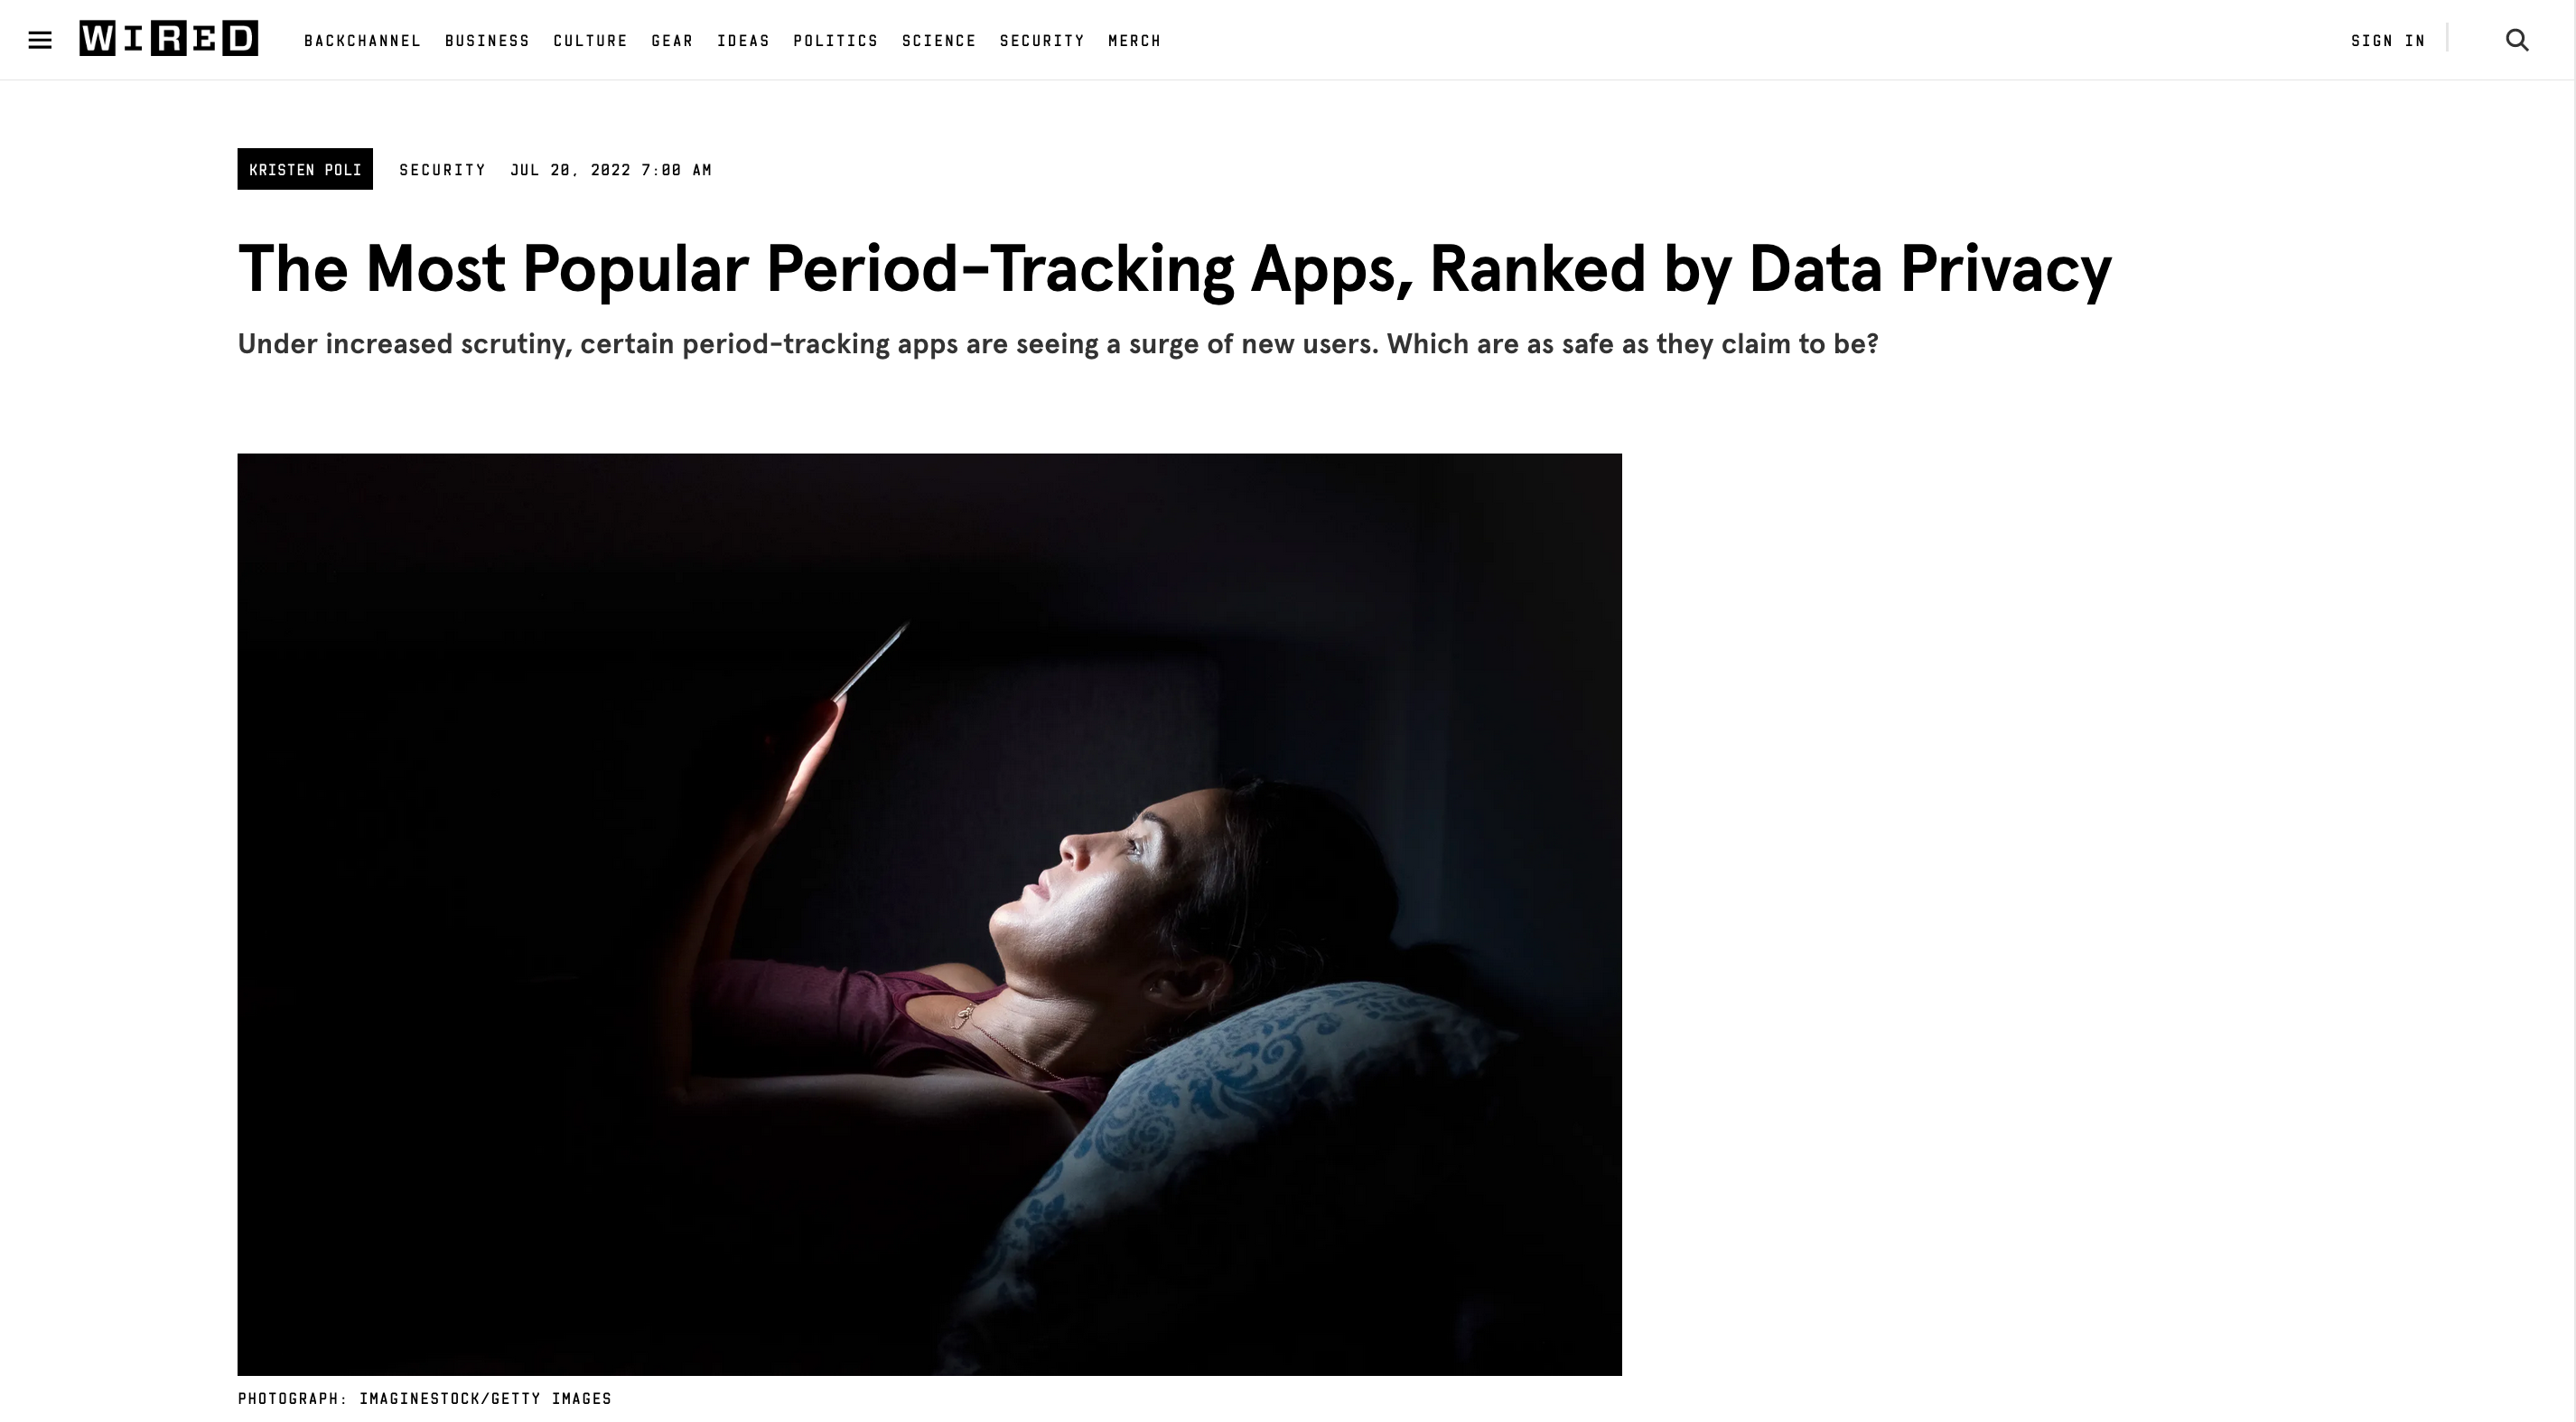 WIRED
BACKCHANNEL BUSINESS CULTURE GEAR IDEAS POLITICS SCIENCE SECURITY MERCH
SIGN IN
KRISTEN POLI SECURITY JUL 20, 2022 7:00 AM
The Most Popular Period-Tracking Apps, Ranked by Data Privacy
Under increased scrutiny, certain period-tracking apps are seeing a surge of new users. Which are as safe as they claim to be?
PHOTOGRAPH: IMAGINESTOCK/GETTY IMAGES